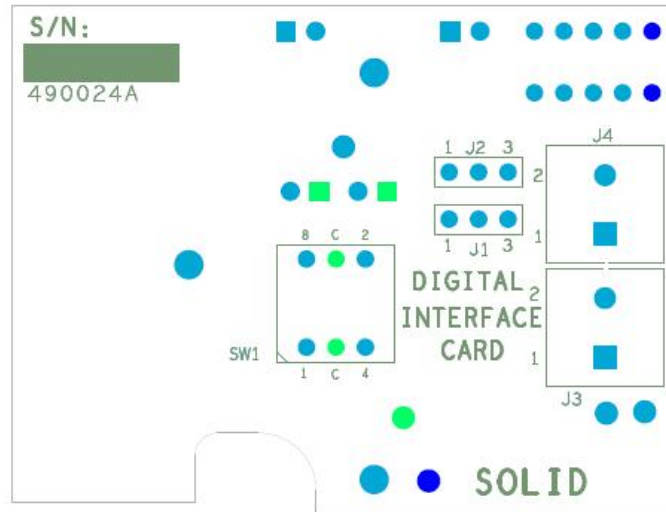 S/N:
490024A
J4
1 J2 3
2
1
1 J1 3
8 C 2
DIGITAL
INTERFACE
CARD
2
1
SW1
1 C 4
J3
SOLID